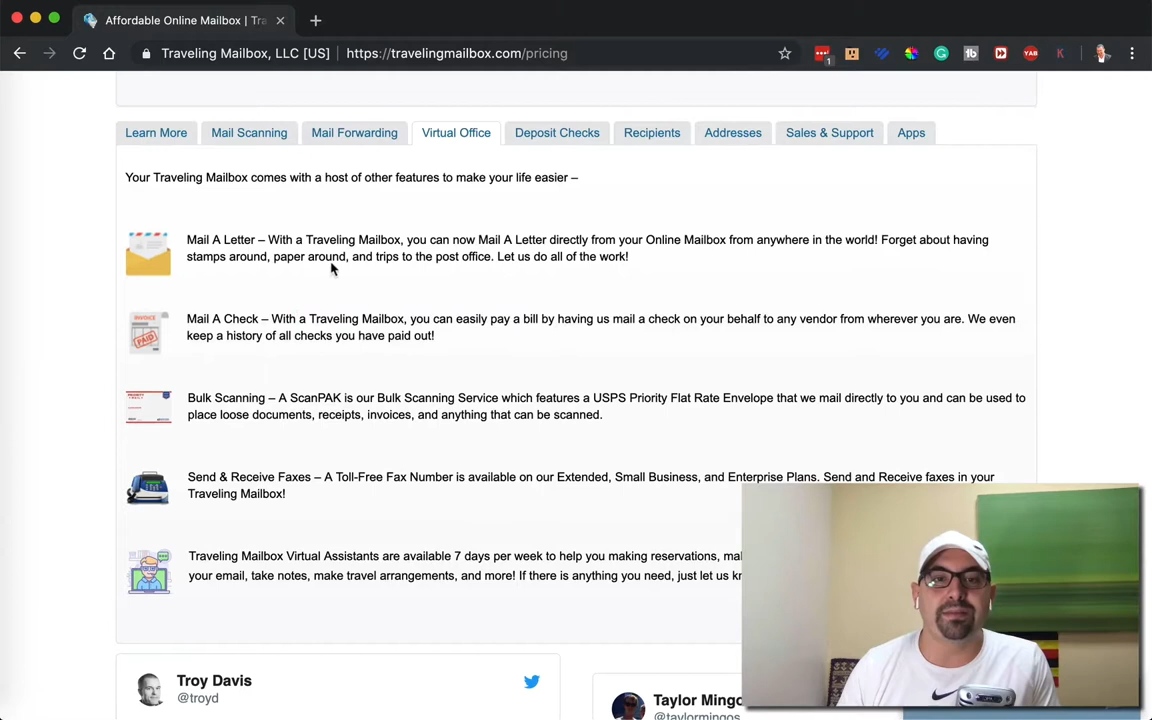 Affordable Online Mailbox | Tra
Traveling Mailbox, LLC [US]
https://travelingmailbox.com/pricing
1
tb
YAB
K
Learn More
Mail Scanning
Mail Forwarding
Virtual Office
Deposit Checks
Recipients
Addresses
Sales & Support
Apps
Your Traveling Mailbox comes with a host of other features to make your life easier –
Mail A Letter – With a Traveling Mailbox, you can now Mail A Letter directly from your Online Mailbox from anywhere in the world! Forget about having
stamps around, paper around, and trips to the post office. Let us do all of the work!
INVOICE
PAID
Mail A Check – With a Traveling Mailbox, you can easily pay a bill by having us mail a check on your behalf to any vendor from wherever you are. We even
keep a history of all checks you have paid out!
Bulk Scanning – A ScanPAK is our Bulk Scanning Service which features a USPS Priority Flat Rate Envelope that we mail directly to you and can be used to
place loose documents, receipts, invoices, and anything that can be scanned.
Send & Receive Faxes – A Toll-Free Fax Number is available on our Extended, Small Business, and Enterprise Plans. Send and Receive faxes in your
Traveling Mailbox!
Traveling Mailbox Virtual Assistants are available 7 days per week to help you making reservations,
your email, take notes, make travel arrangements, and more! If there is anything you need, just let us
Troy Davis
@troyd
Taylor Mingo
@taylormingos